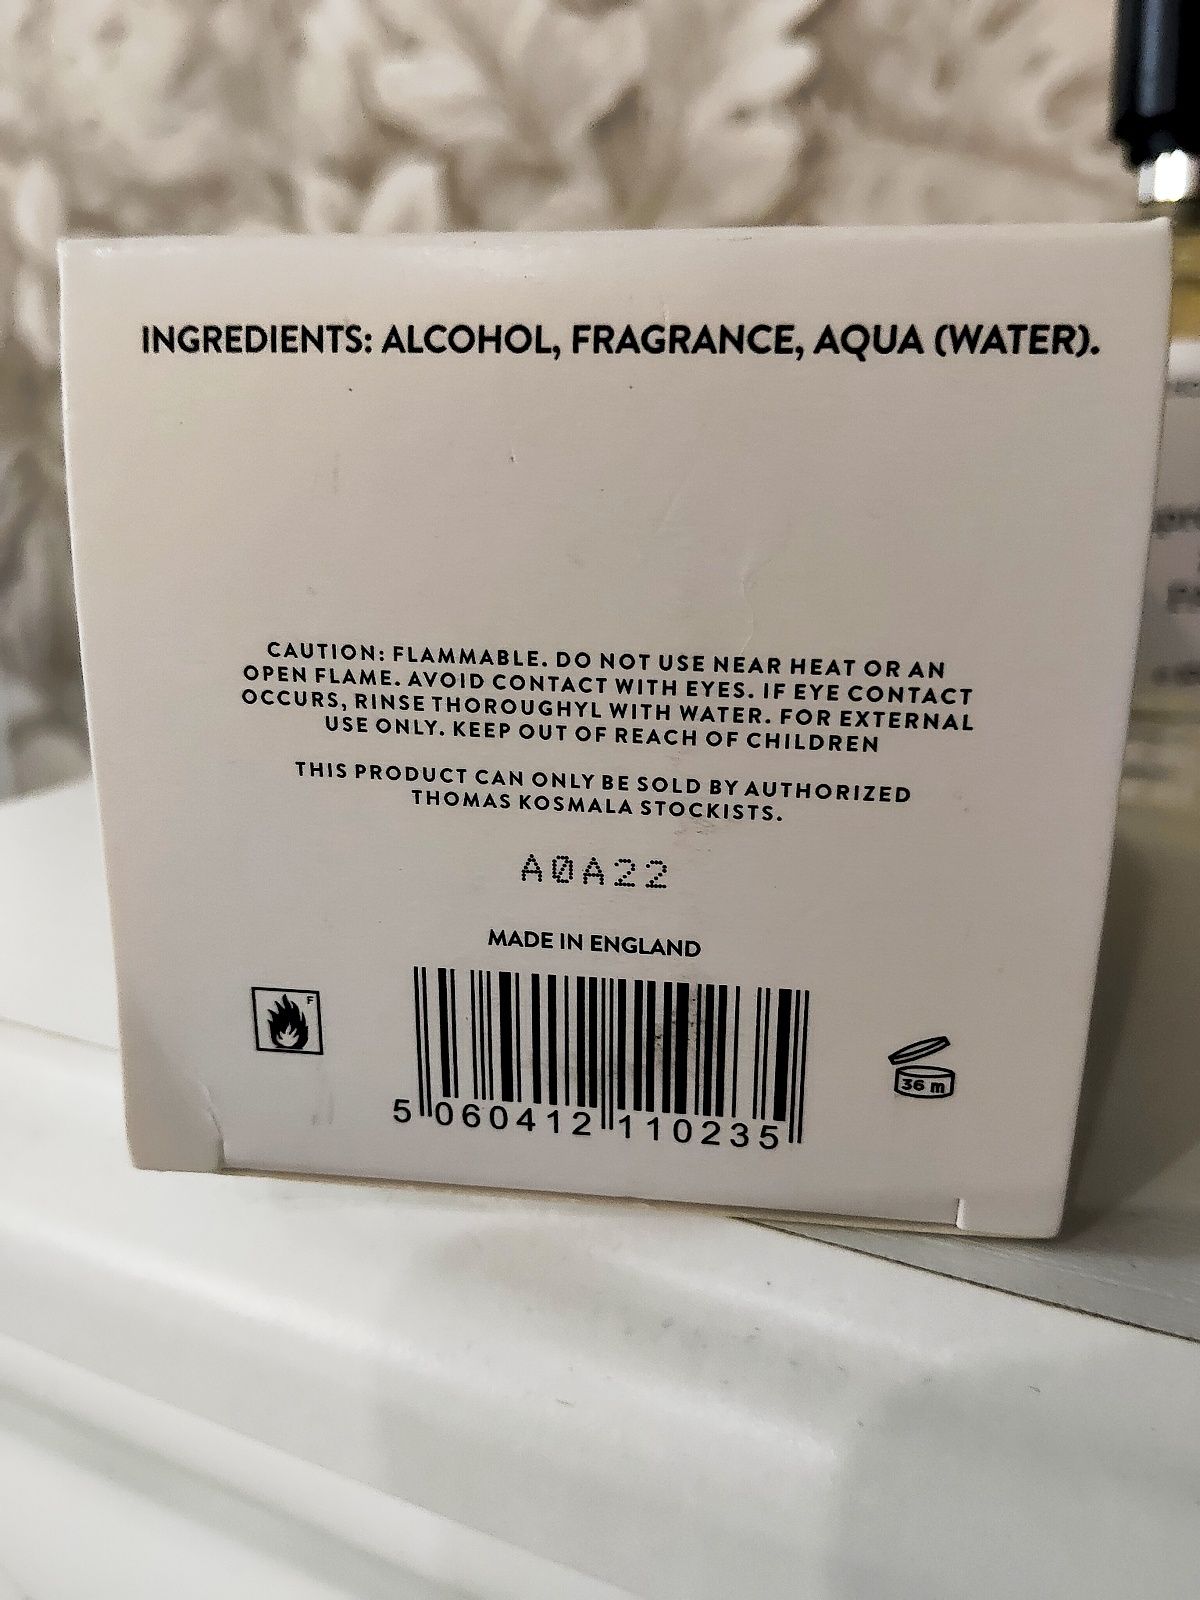 INGREDIENTS: ALCOHOL, FRAGRANCE, AQUA (WATER).
CAUTION: FLAMMABLE. DO NOT USE NEAR HEAT OR AN
OPEN FLAME. AVOID CONTACT WITH EYES. IF EYE CONTACT
OCCURS, RINSE THOROUGHYL WITH WATER. FOR EXTERNAL
USE ONLY. KEEP OUT OF REACH OF CHILDREN
THIS PRODUCT CAN ONLY BE SOLD BY AUTHORIZED
THOMAS KOSMALA STOCKISTS.
A0A22
MADE IN ENGLAND
F
36 m
5 060412 110235